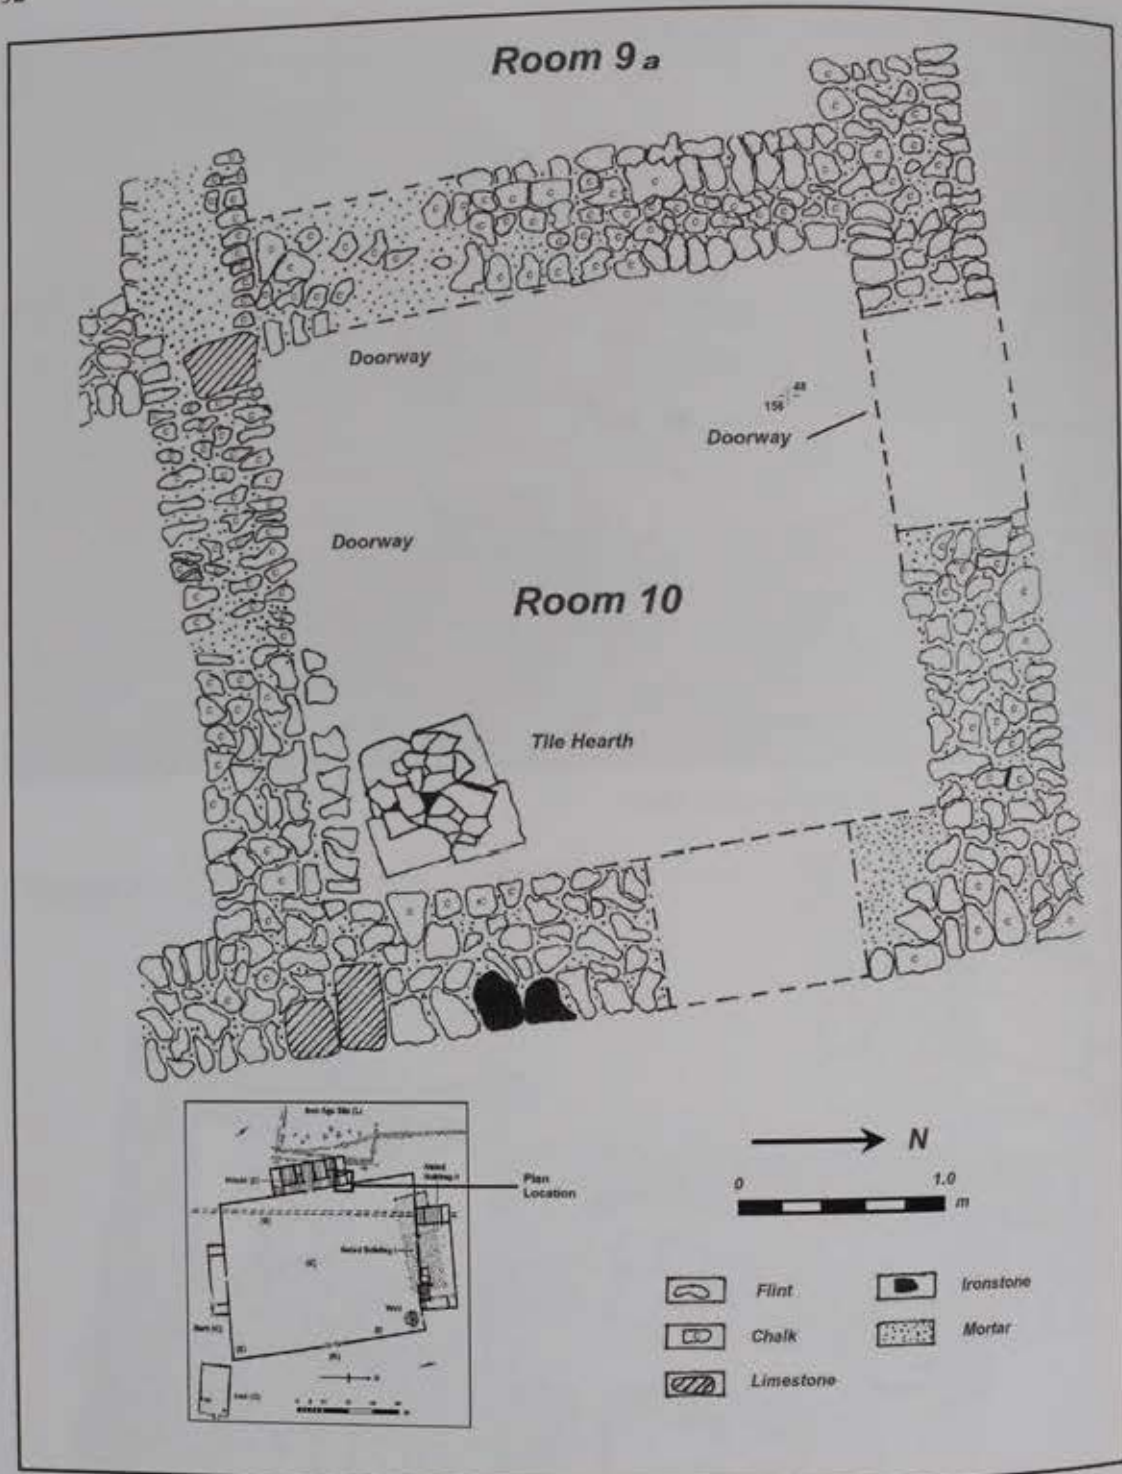 Room 9 a
Doorway
48
156
Doorway
Doorway
Room 10
Tile Hearth
Plan
Location
N
0 1.0
m
Flint
Ironstone
Chalk
Mortar
Limestone